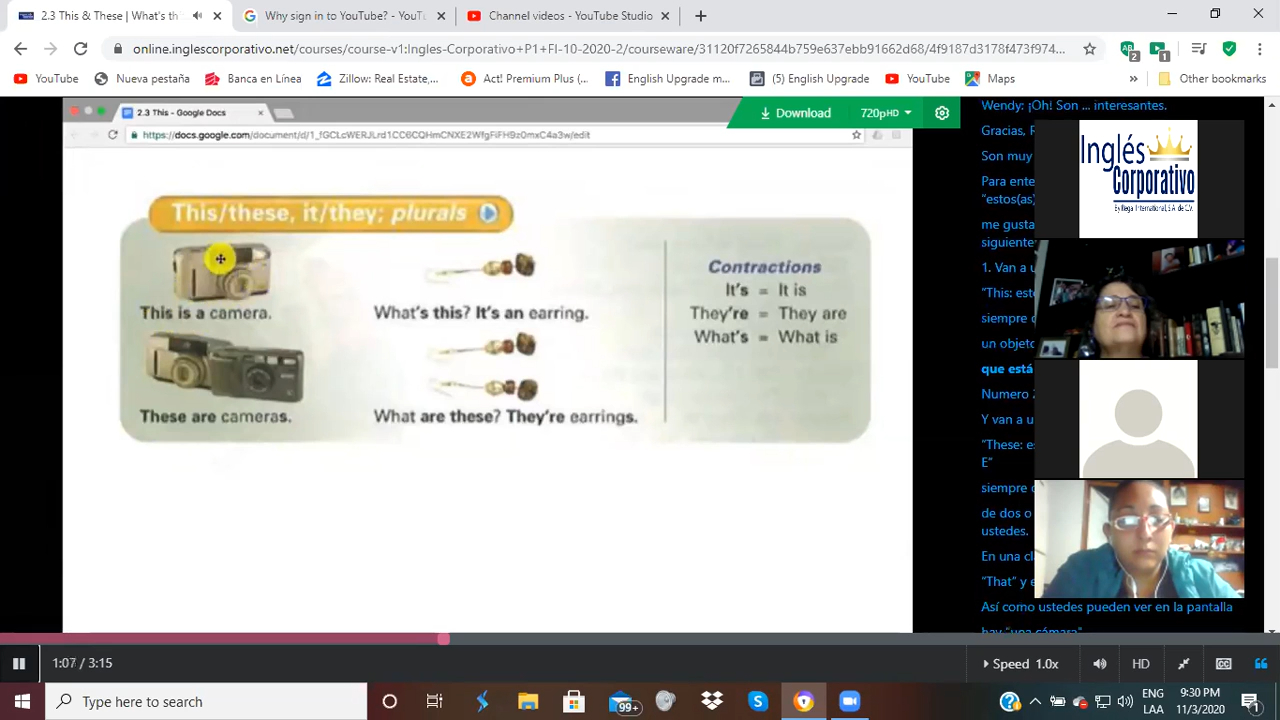 2.3 This & These | What's th
Why sign in to YouTube? - YouT
Channel videos - YouTube Studio
online.inglescorporativo.net/courses/course-v1:Ingles-Corporativo+P1+FI-10-2020-2/courseware/31120f7265844b759e637ebb91662d68/4f9187d3178f473f974...
YouTube
Nueva pestaña
Banca en Línea
Zillow: Real Estate,...
Act! Premium Plus (...
English Upgrade m...
(5) English Upgrade
YouTube
Maps
Other bookmarks
2.3 This - Google Docs
Download
720pHD
This/these, it/they; plurals
This is a camera.
These are cameras.
What's this? It's an earring.
What are these? They're earrings.
Contractions
It's = It is
They're = They are
What's = What is
Wendy: ¡Oh! Son ... interesantes.
Gracias, R
Son muy
Para ente
"estos(as)
me gusta
siguiente
1. Van a u
"This: est
siempre
un objeto
que está
Numero
Y van a u
"These: e
E"
siempre
de dos o
ustedes.
En una cl
"That" y e
Así como ustedes pueden ver en la pantalla
hay "una cámara"
Inglés
Corporativo
1:07 / 3:15
Speed 1.0x
HD
Type here to search
99+
ENG
LAA
9:30 PM
11/3/2020